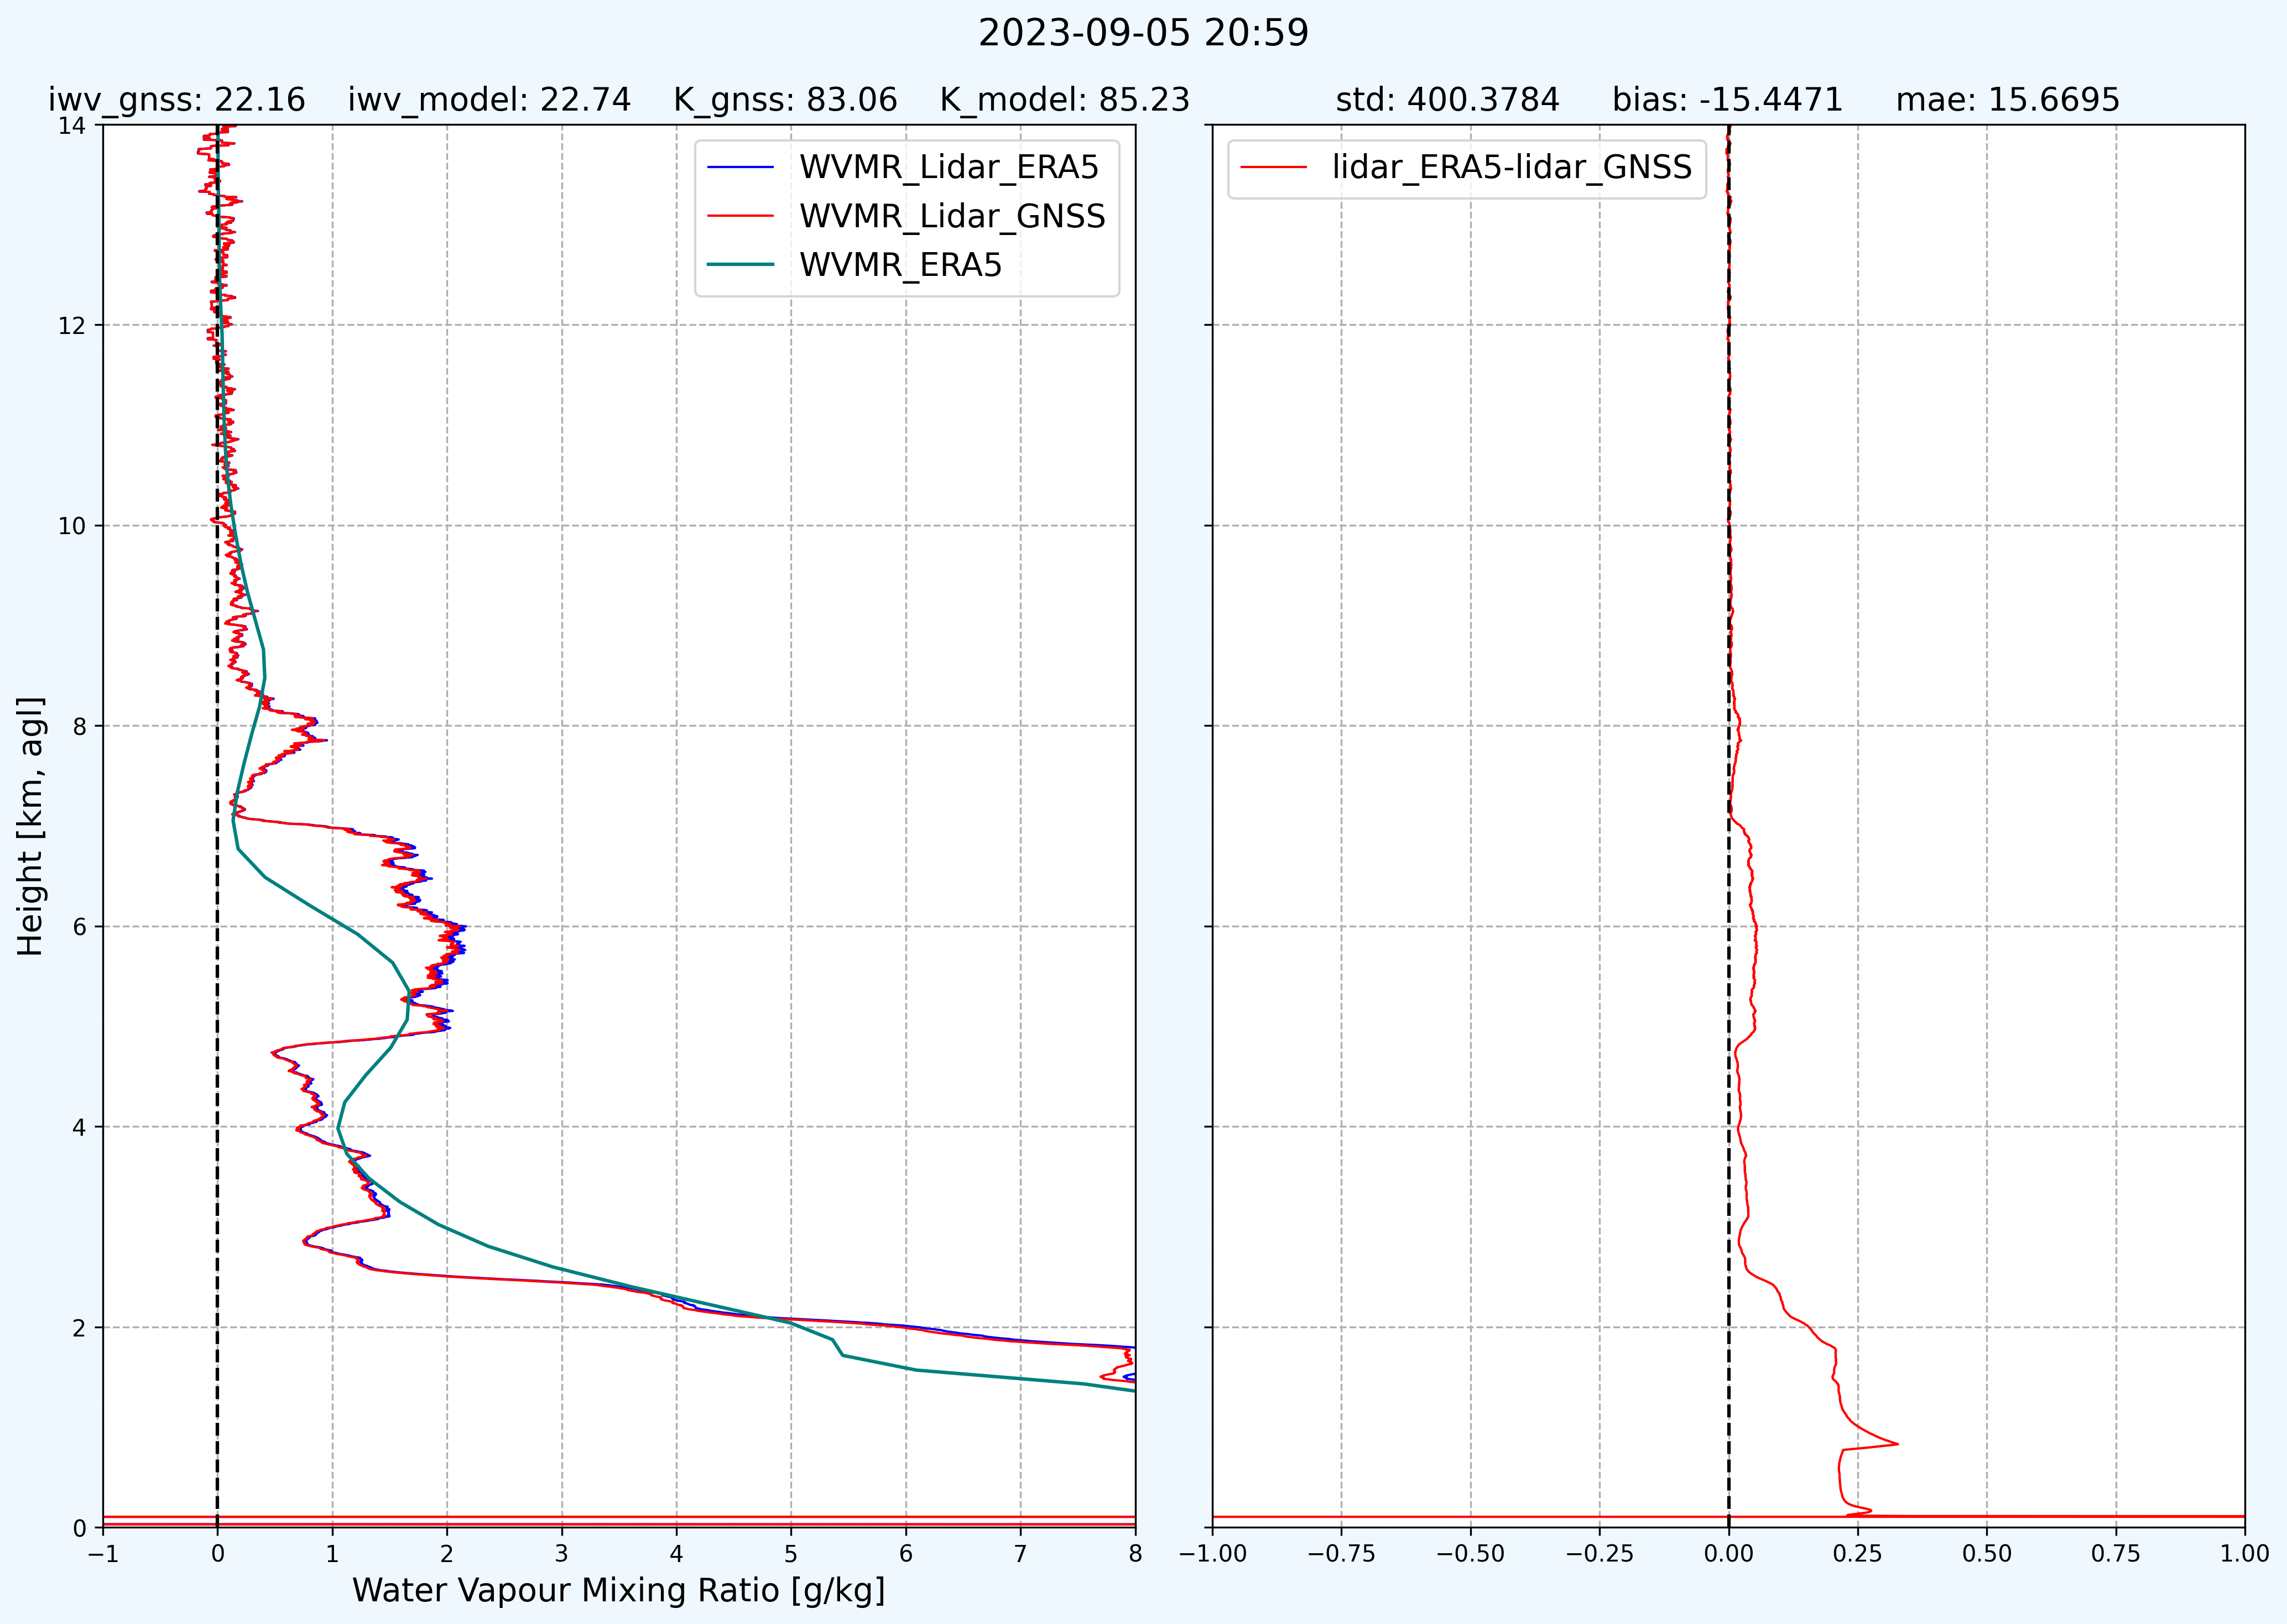 2023-09-05 20:59
iwv_gnss: 22.16 iwv_model: 22.74 K_gnss: 83.06 K_model: 85.23
std: 400.3784 bias: -15.4471 mae: 15.6695
WVMR_Lidar_ERA5
WVMR_Lidar_GNSS
WVMR_ERA5
lidar_ERA5-lidar_GNSS
Height [km, agl]
14
12
10
8
6
4
2
0
−1 0 1 2 3 4 5 6 7 8
Water Vapour Mixing Ratio [g/kg]
−1.00 −0.75 −0.50 −0.25 0.00 0.25 0.50 0.75 1.00